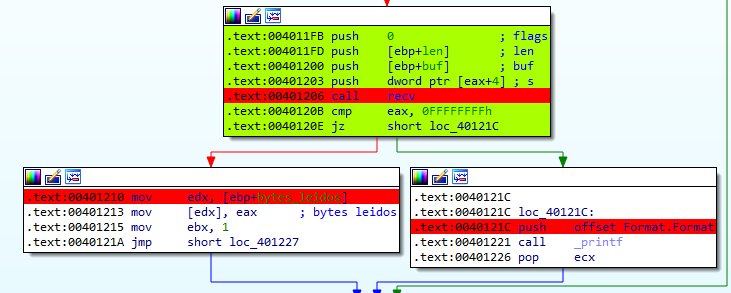 .text:004011FB push    0               ; flags
.text:004011FD push    [ebp+len]       ; len
.text:00401200 push    [ebp+buf]       ; buf
.text:00401203 push    dword ptr [eax+4] ; s
.text:00401206 call    recv
.text:0040120B cmp     eax, 0FFFFFFFFh
.text:0040120E jz      short loc_40121C
.text:00401210 mov     edx, [ebp+bytes leidos]
.text:00401213 mov     [edx], eax      ; bytes leidos
.text:00401215 mov     ebx, 1
.text:0040121A jmp     short loc_401227
.text:0040121C
.text:0040121C loc_40121C:
.text:0040121C push    offset Format.Format
.text:00401221 call    _printf
.text:00401226 pop     ecx